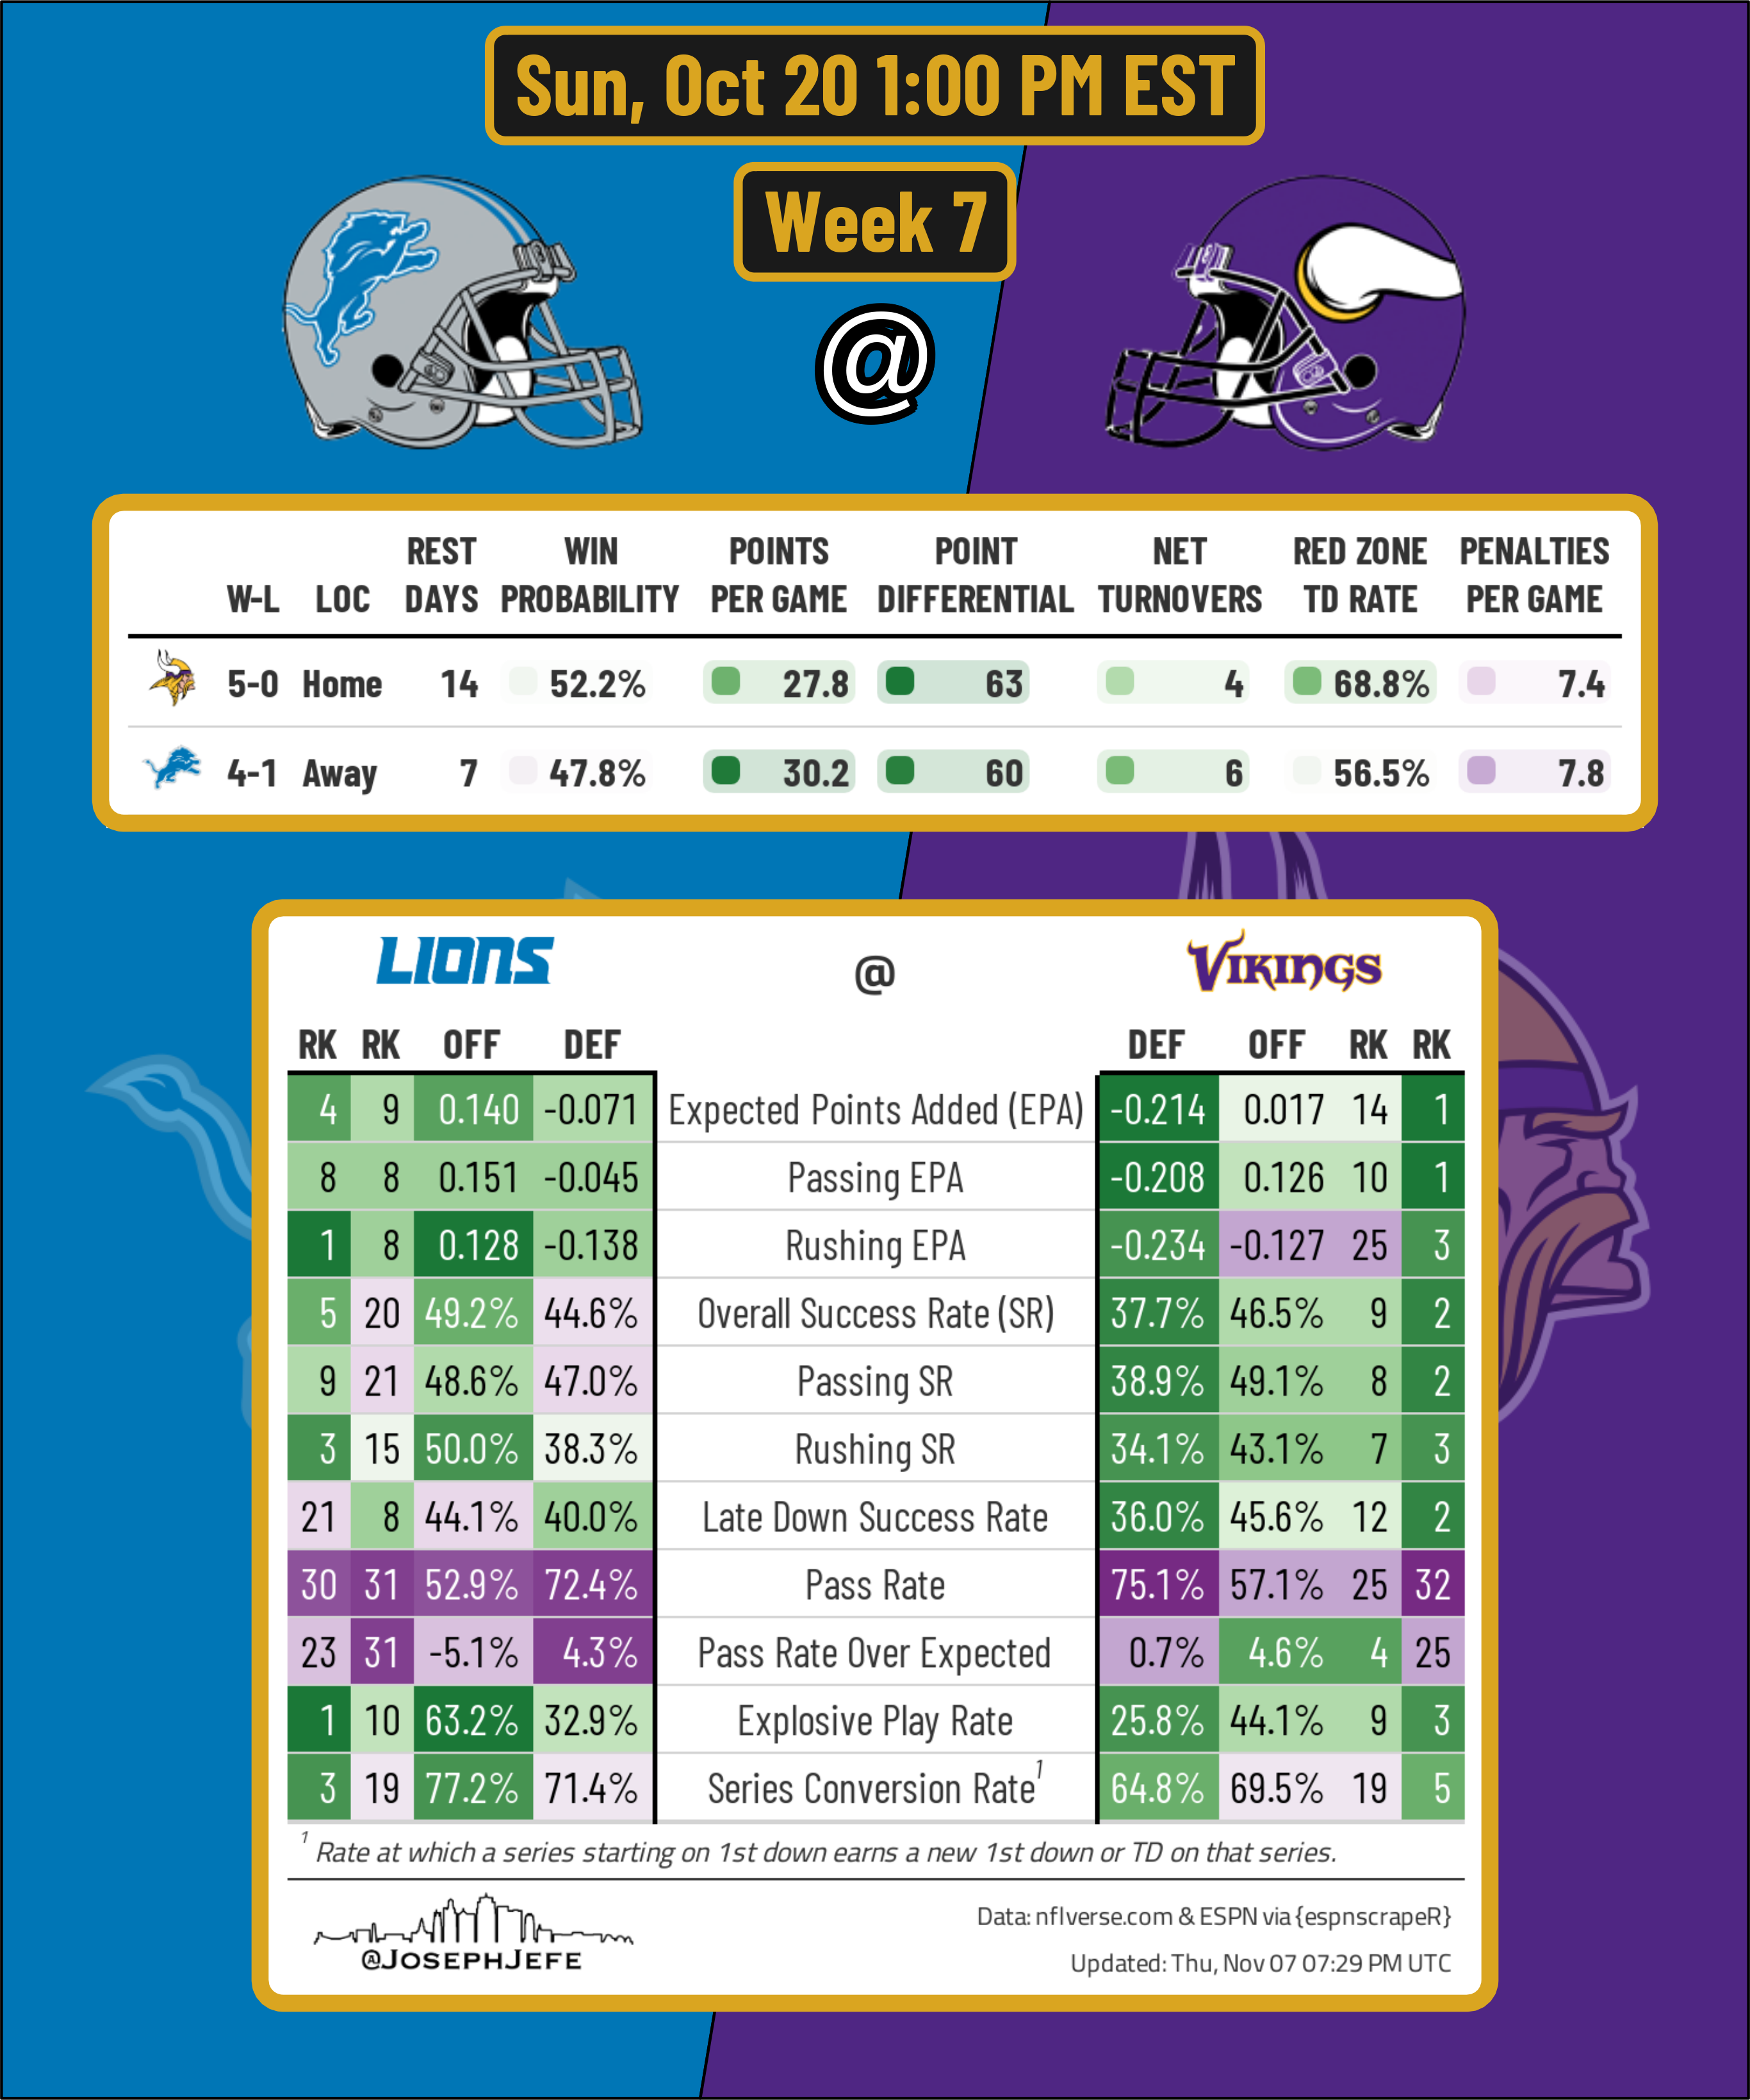 Sun, Oct 20 1:00 PM EST
Week 7
@
W-L LOC REST DAYS WIN PROBABILITY POINTS PER GAME POINT DIFFERENTIAL NET TURNOVERS RED ZONE TD RATE PENALTIES PER GAME
5-0 Home 14 52.2% 27.8 63 4 68.8% 7.4
4-1 Away 7 47.8% 30.2 60 6 56.5% 7.8
LIONS @ VIKINGS
RK RK OFF DEF DEF OFF RK RK
4 9 0.140 -0.071 Expected Points Added (EPA) -0.214 0.017 14 1
8 8 0.151 -0.045 Passing EPA -0.208 0.126 10 1
1 8 0.128 -0.138 Rushing EPA -0.234 -0.127 25 3
5 20 49.2% 44.6% Overall Success Rate (SR) 37.7% 46.5% 9 2
9 21 48.6% 47.0% Passing SR 38.9% 49.1% 8 2
3 15 50.0% 38.3% Rushing SR 34.1% 43.1% 7 3
21 8 44.1% 40.0% Late Down Success Rate 36.0% 45.6% 12 2
30 31 52.9% 72.4% Pass Rate 75.1% 57.1% 25 32
23 31 -5.1% 4.3% Pass Rate Over Expected 0.7% 4.6% 4 25
1 10 63.2% 32.9% Explosive Play Rate 25.8% 44.1% 9 3
3 19 77.2% 71.4% Series Conversion Rate¹ 64.8% 69.5% 19 5
¹ Rate at which a series starting on 1st down earns a new 1st down or TD on that series.
@JOSEPHJEFE
Data: nflverse.com & ESPN via {espnscrapeR}
Updated: Thu, Nov 07 07:29 PM UTC